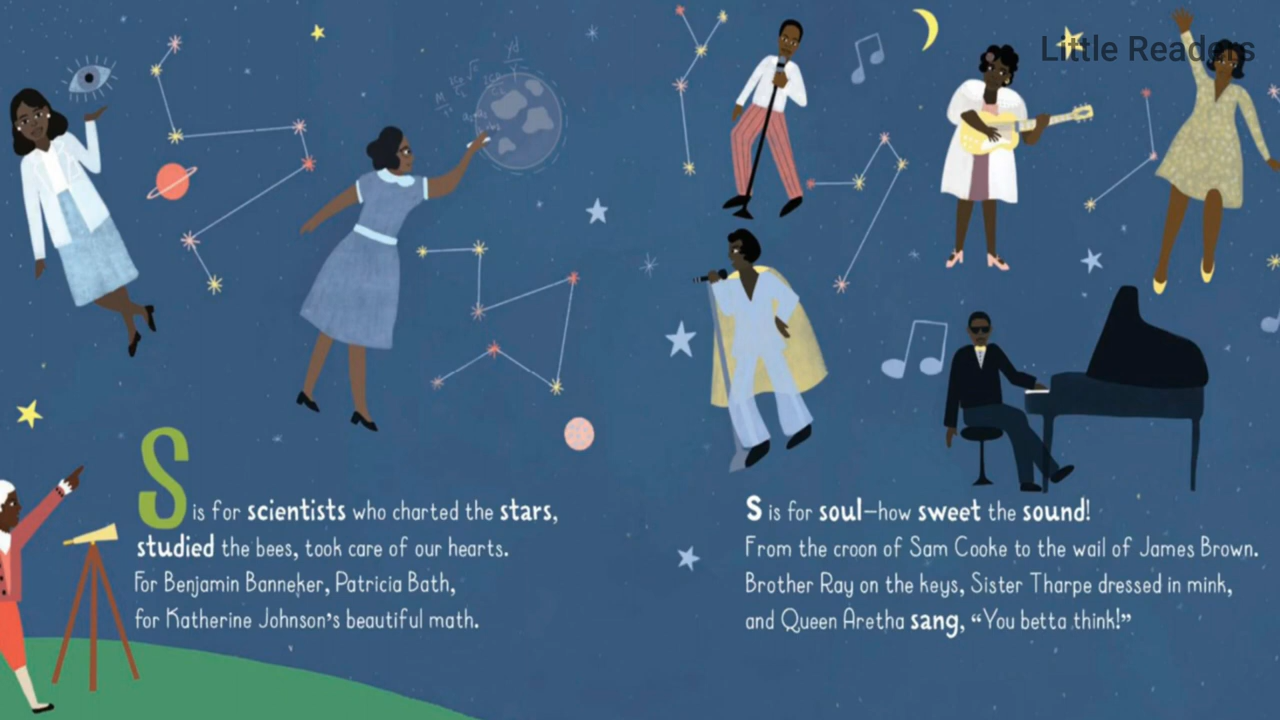 Little Readers
S is for scientists who charted the stars,
studied the bees, took care of our hearts.
For Benjamin Banneker, Patricia Bath,
for Katherine Johnson's beautiful math.
S is for soul—how sweet the sound!
From the croon of Sam Cooke to the wail of James Brown.
Brother Ray on the keys, Sister Tharpe dressed in mink,
and Queen Aretha sang, “You betta think!”